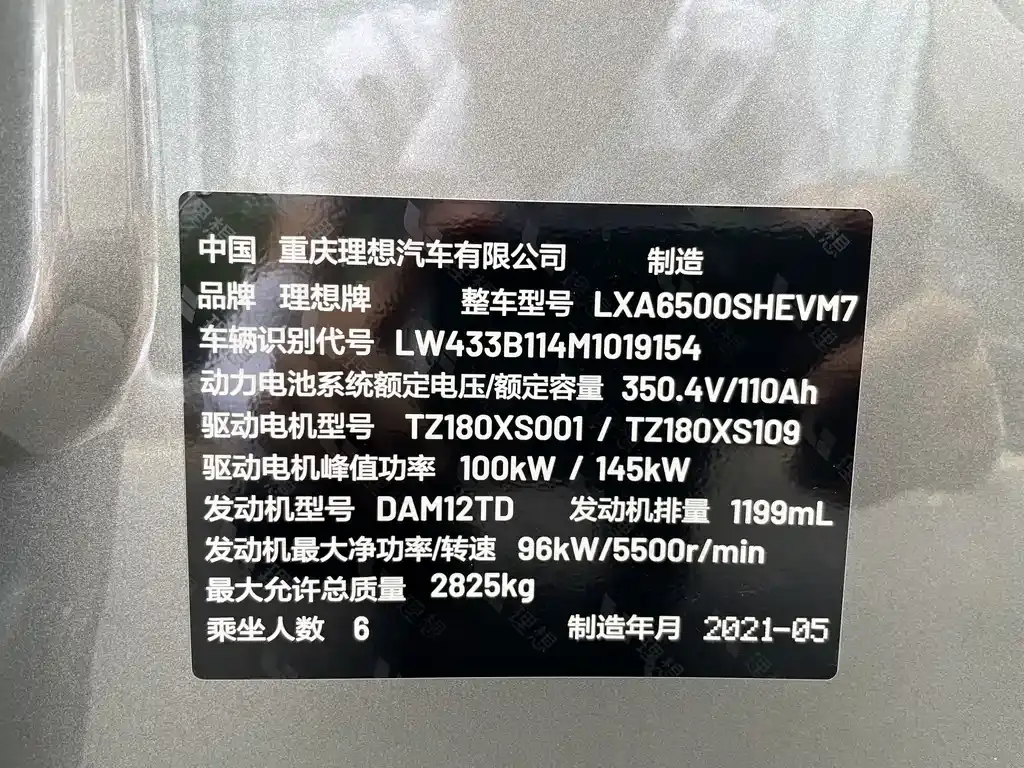 中国 重庆理想汽车有限公司 制造
品牌 理想牌 整车型号 LXA6500SHEVM7
车辆识别代号 LW433B114M1019154
动力电池系统额定电压/额定容量 350.4V/110Ah
驱动电机型号 TZ180XS001 / TZ180XS109
驱动电机峰值功率 100kW / 145kW
发动机型号 DAM12TD 发动机排量 1199mL
发动机最大净功率/转速 96kW/5500r/min
最大允许总质量 2825kg
乘坐人数 6 制造年月 2021-05